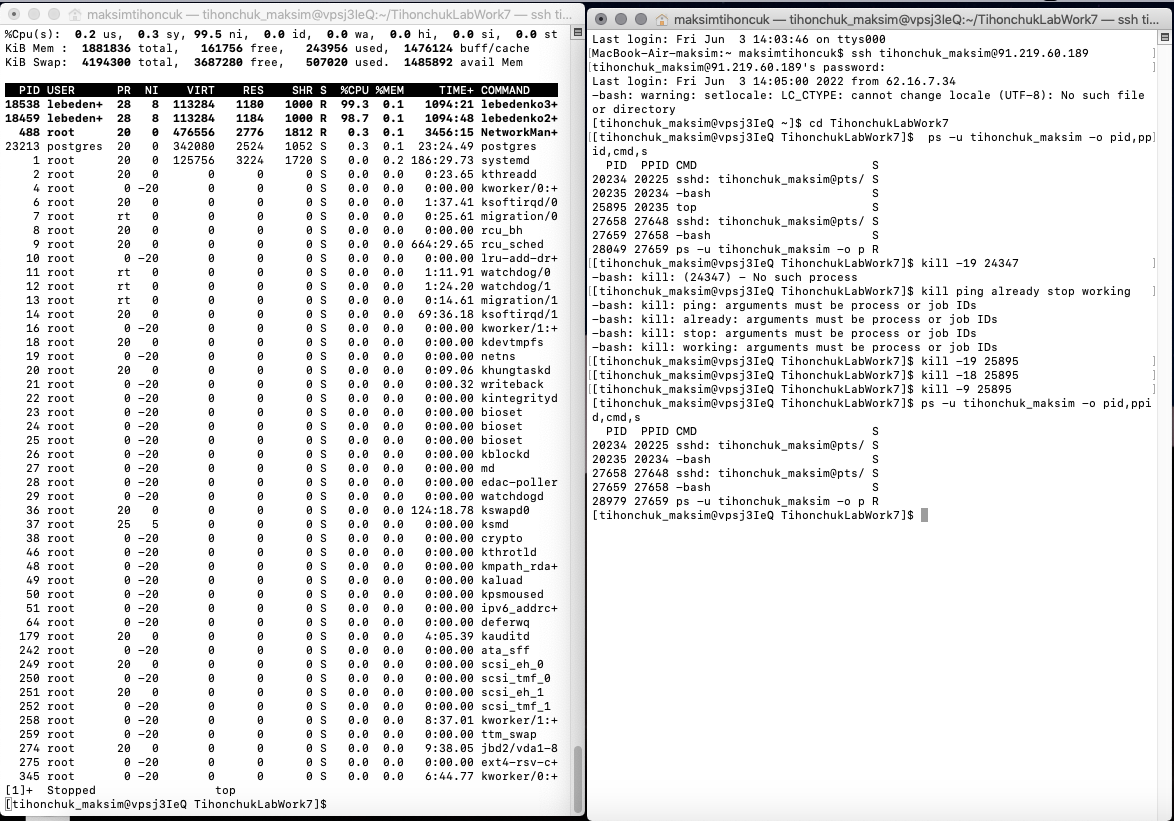 maksimtihoncuk — tihonchuk_maksim@vpsj3IeQ:~/TihonchukLabWork7 — ssh ti...
%Cpu(s):  0.2 us,  0.3 sy, 99.5 ni,  0.0 id,  0.0 wa,  0.0 hi,  0.0 si,  0.0 st
KiB Mem :  1881836 total,   161756 free,   243956 used,  1476124 buff/cache
KiB Swap:  4194300 total,  3687280 free,   507020 used.  1485892 avail Mem
PID USER      PR  NI    VIRT    RES    SHR S  %CPU %MEM     TIME+ COMMAND
18538 lebeden+  28   8  113284   1180   1000 R  99.3  0.1   1094:21 lebedenko3+
18459 lebeden+  28   8  113284   1184   1000 R  98.7  0.1   1094:48 lebedenko2+
488 root      20   0  476556   2776   1812 R   0.3  0.1   3456:15 NetworkMan+
23213 postgres  20   0  342080   2524   1052 S   0.3  0.1  23:24.49 postgres
1 root      20   0  125756   3224   1720 S   0.0  0.2 186:29.73 systemd
2 root      20   0       0      0      0 S   0.0  0.0   0:23.65 kthreadd
4 root       0 -20       0      0      0 S   0.0  0.0   0:00.00 kworker/0:+
6 root      20   0       0      0      0 S   0.0  0.0   1:37.41 ksoftirqd/0
7 root      rt   0       0      0      0 S   0.0  0.0   0:25.61 migration/0
8 root      20   0       0      0      0 S   0.0  0.0   0:00.00 rcu_bh
9 root      20   0       0      0      0 S   0.0  0.0 664:29.65 rcu_sched
10 root       0 -20       0      0      0 S   0.0  0.0   0:00.00 lru-add-dr+
11 root      rt   0       0      0      0 S   0.0  0.0   1:11.91 watchdog/0
12 root      rt   0       0      0      0 S   0.0  0.0   1:24.20 watchdog/1
13 root      rt   0       0      0      0 S   0.0  0.0   0:14.61 migration/1
14 root      20   0       0      0      0 S   0.0  0.0  69:36.18 ksoftirqd/1
16 root       0 -20       0      0      0 S   0.0  0.0   0:00.00 kworker/1:+
18 root      20   0       0      0      0 S   0.0  0.0   0:00.00 kdevtmpfs
19 root       0 -20       0      0      0 S   0.0  0.0   0:00.00 netns
20 root      20   0       0      0      0 S   0.0  0.0   0:09.06 khungtaskd
21 root       0 -20       0      0      0 S   0.0  0.0   0:00.32 writeback
22 root       0 -20       0      0      0 S   0.0  0.0   0:00.00 kintegrityd
23 root       0 -20       0      0      0 S   0.0  0.0   0:00.00 bioset
24 root       0 -20       0      0      0 S   0.0  0.0   0:00.00 bioset
25 root       0 -20       0      0      0 S   0.0  0.0   0:00.00 bioset
26 root       0 -20       0      0      0 S   0.0  0.0   0:00.00 kblockd
27 root       0 -20       0      0      0 S   0.0  0.0   0:00.00 md
28 root       0 -20       0      0      0 S   0.0  0.0   0:00.00 edac-poller
29 root       0 -20       0      0      0 S   0.0  0.0   0:00.00 watchdogd
36 root      20   0       0      0      0 S   0.0  0.0 124:18.78 kswapd0
37 root      25   5       0      0      0 S   0.0  0.0   0:00.00 ksmd
38 root       0 -20       0      0      0 S   0.0  0.0   0:00.00 crypto
46 root       0 -20       0      0      0 S   0.0  0.0   0:00.00 kthrotld
48 root       0 -20       0      0      0 S   0.0  0.0   0:00.00 kmpath_rda+
49 root       0 -20       0      0      0 S   0.0  0.0   0:00.00 kaluad
50 root       0 -20       0      0      0 S   0.0  0.0   0:00.00 kpsmoused
51 root       0 -20       0      0      0 S   0.0  0.0   0:00.00 ipv6_addrc+
64 root       0 -20       0      0      0 S   0.0  0.0   0:00.00 deferwq
179 root      20   0       0      0      0 S   0.0  0.0   4:05.39 kauditd
242 root       0 -20       0      0      0 S   0.0  0.0   0:00.00 ata_sff
249 root      20   0       0      0      0 S   0.0  0.0   0:00.00 scsi_eh_0
250 root       0 -20       0      0      0 S   0.0  0.0   0:00.00 scsi_tmf_0
251 root      20   0       0      0      0 S   0.0  0.0   0:00.00 scsi_eh_1
252 root       0 -20       0      0      0 S   0.0  0.0   0:00.00 scsi_tmf_1
258 root       0 -20       0      0      0 S   0.0  0.0   8:37.01 kworker/1:+
259 root       0 -20       0      0      0 S   0.0  0.0   0:00.00 ttm_swap
274 root      20   0       0      0      0 S   0.0  0.0   9:38.05 jbd2/vda1-8
275 root       0 -20       0      0      0 S   0.0  0.0   0:00.00 ext4-rsv-c+
345 root       0 -20       0      0      0 S   0.0  0.0   6:44.77 kworker/0:+
[1]+  Stopped                 top
[tihonchuk_maksim@vpsj3IeQ TihonchukLabWork7]$
maksimtihoncuk — tihonchuk_maksim@vpsj3IeQ:~/TihonchukLabWork7 — ssh ti...
Last login: Fri Jun  3 14:03:46 on ttys000
[MacBook-Air-maksim:~ maksimtihoncuk$ ssh tihonchuk_maksim@91.219.60.189 ]
[tihonchuk_maksim@91.219.60.189's password: ]
Last login: Fri Jun  3 14:05:00 2022 from 62.16.7.34
-bash: warning: setlocale: LC_CTYPE: cannot change locale (UTF-8): No such file
or directory
[tihonchuk_maksim@vpsj3IeQ ~]$ cd TihonchukLabWork7
[[tihonchuk_maksim@vpsj3IeQ TihonchukLabWork7]$  ps -u tihonchuk_maksim -o pid,pp]
id,cmd,s
PID  PPID CMD                         S
20234 20225 sshd: tihonchuk_maksim@pts/ S
20235 20234 -bash                       S
25895 20235 top                         S
27658 27648 sshd: tihonchuk_maksim@pts/ S
27659 27658 -bash                       S
28049 27659 ps -u tihonchuk_maksim -o p R
[[tihonchuk_maksim@vpsj3IeQ TihonchukLabWork7]$ kill -19 24347 ]
-bash: kill: (24347) - No such process
[[tihonchuk_maksim@vpsj3IeQ TihonchukLabWork7]$ kill ping already stop working ]
-bash: kill: ping: arguments must be process or job IDs
-bash: kill: already: arguments must be process or job IDs
-bash: kill: stop: arguments must be process or job IDs
-bash: kill: working: arguments must be process or job IDs
[[tihonchuk_maksim@vpsj3IeQ TihonchukLabWork7]$ kill -19 25895 ]
[[tihonchuk_maksim@vpsj3IeQ TihonchukLabWork7]$ kill -18 25895 ]
[[tihonchuk_maksim@vpsj3IeQ TihonchukLabWork7]$ kill -9 25895 ]
[tihonchuk_maksim@vpsj3IeQ TihonchukLabWork7]$ ps -u tihonchuk_maksim -o pid,ppi
d,cmd,s
PID  PPID CMD                         S
20234 20225 sshd: tihonchuk_maksim@pts/ S
20235 20234 -bash                       S
27658 27648 sshd: tihonchuk_maksim@pts/ S
27659 27658 -bash                       S
28979 27659 ps -u tihonchuk_maksim -o p R
[tihonchuk_maksim@vpsj3IeQ TihonchukLabWork7]$